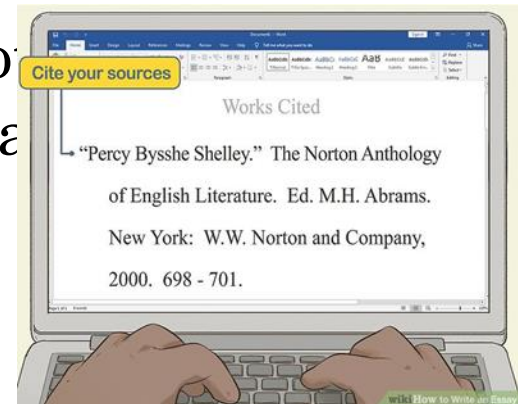 Cite your sources
Works Cited
“Percy Bysshe Shelley.” The Norton Anthology
of English Literature. Ed. M.H. Abrams.
New York: W.W. Norton and Company,
2000. 698 - 701.
wiki How to Write an Essay